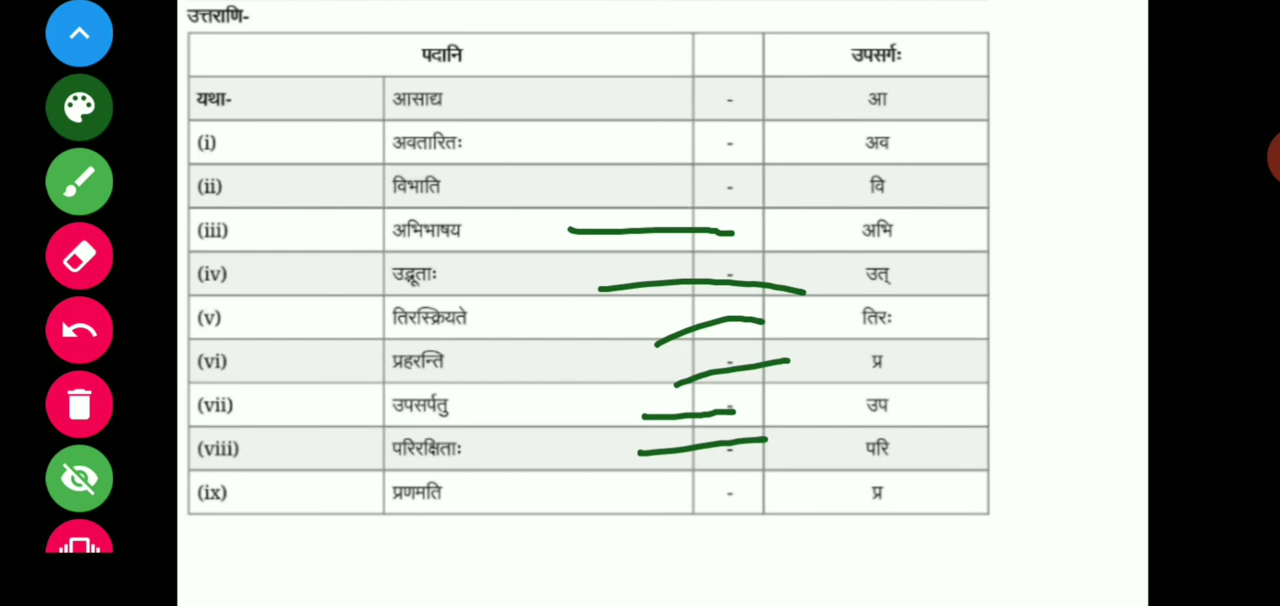 उत्तराणि-
पदानि उपसर्गः
यथा- आसाद्य - आ
(i) अवतारितः - अव
(ii) विभाति - वि
(iii) अभिभाषय अभि
(iv) उद्भूताः - उत्
(v) तिरस्क्रियते तिरः
(vi) प्रहरन्ति - प्र
(vii) उपसर्पतु - उप
(viii) परिरक्षिताः - परि
(ix) प्रणमति - प्र